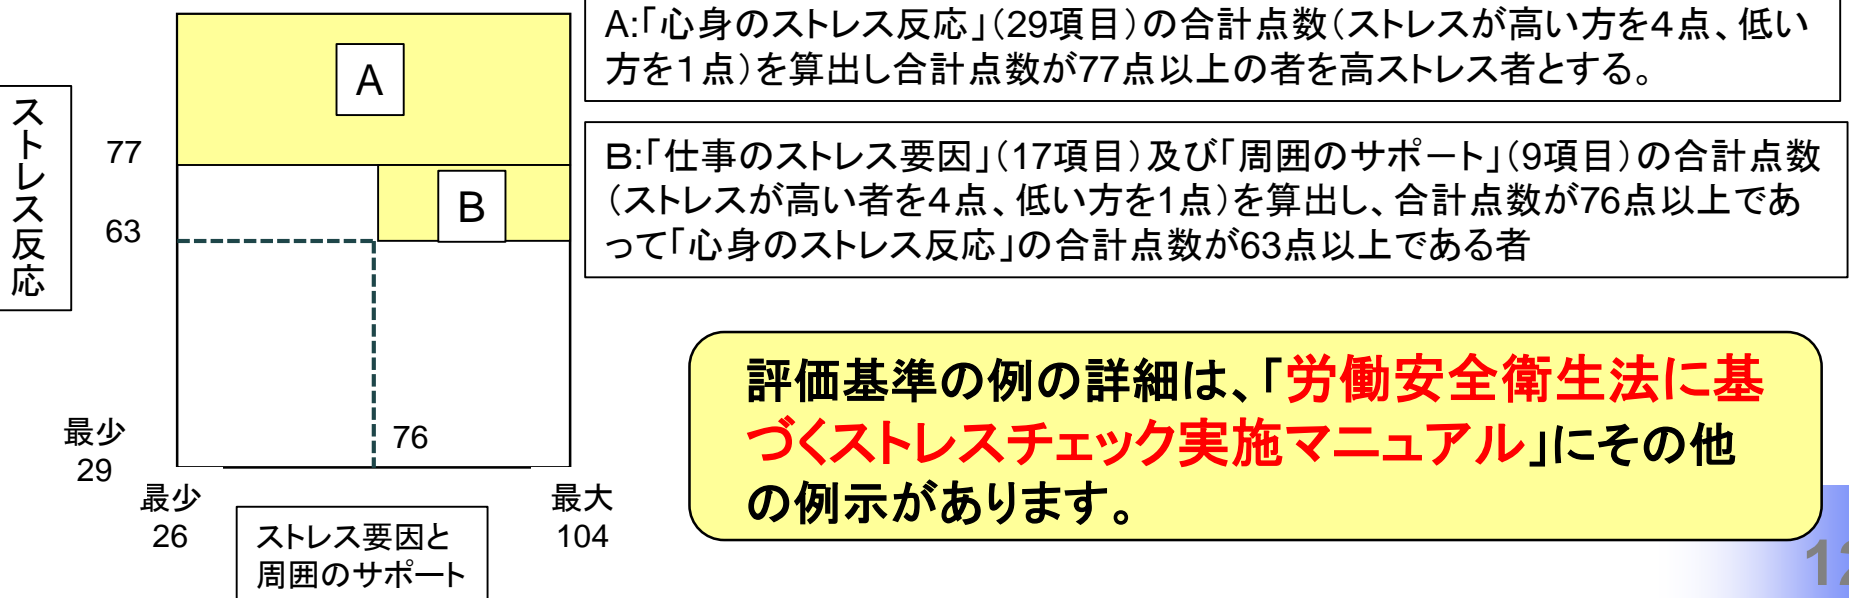 A:「心身のストレス反応」(29項目)の合計点数(ストレスが高い方を4点、低い
方を1点)を算出し合計点数が77点以上の者を高ストレス者とする。
A
ストレス反応
77
B:「仕事のストレス要因」(17項目)及び「周囲のサポート」(9項目)の合計点数
(ストレスが高い者を4点、低い方を1点)を算出し、合計点数が76点以上であ
って「心身のストレス反応」の合計点数が63点以上である者
B
63
評価基準の例の詳細は、「労働安全衛生法に基
づくストレスチェック実施マニュアル」にその他
の例示があります。
最少
29
76
最少
26
最大
104
ストレス要因と
周囲のサポート
12